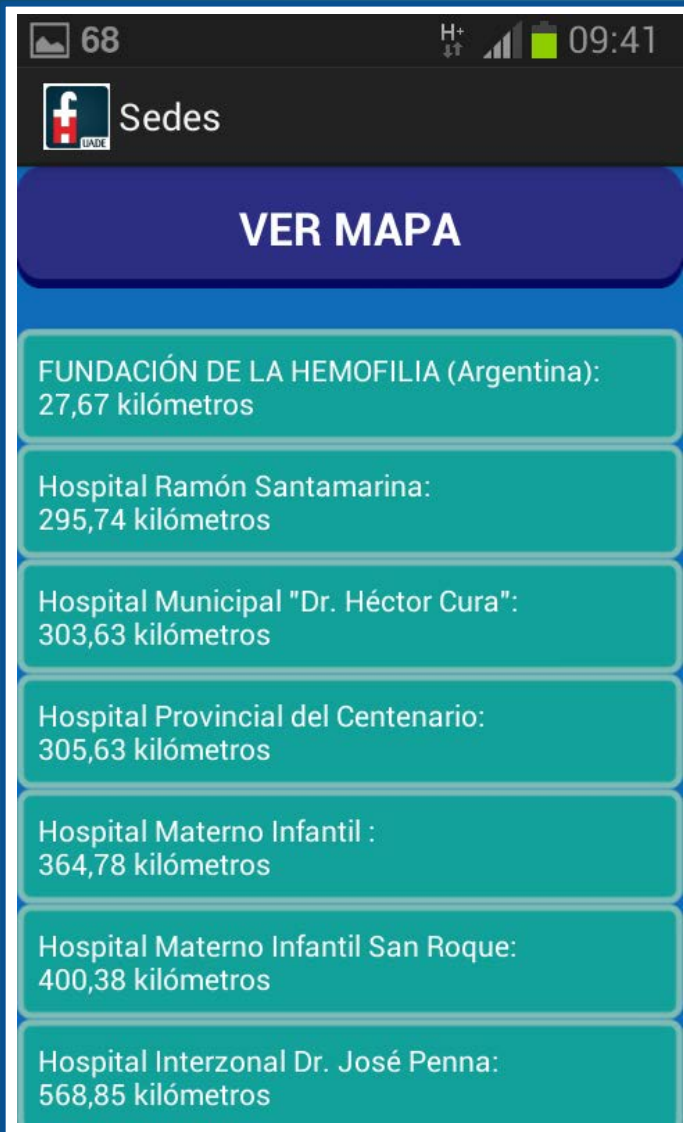 68 H+ 09:41
fH UADE Sedes
VER MAPA
FUNDACIÓN DE LA HEMOFILIA (Argentina):
27,67 kilómetros
Hospital Ramón Santamarina:
295,74 kilómetros
Hospital Municipal "Dr. Héctor Cura":
303,63 kilómetros
Hospital Provincial del Centenario:
305,63 kilómetros
Hospital Materno Infantil :
364,78 kilómetros
Hospital Materno Infantil San Roque:
400,38 kilómetros
Hospital Interzonal Dr. José Penna:
568,85 kilómetros